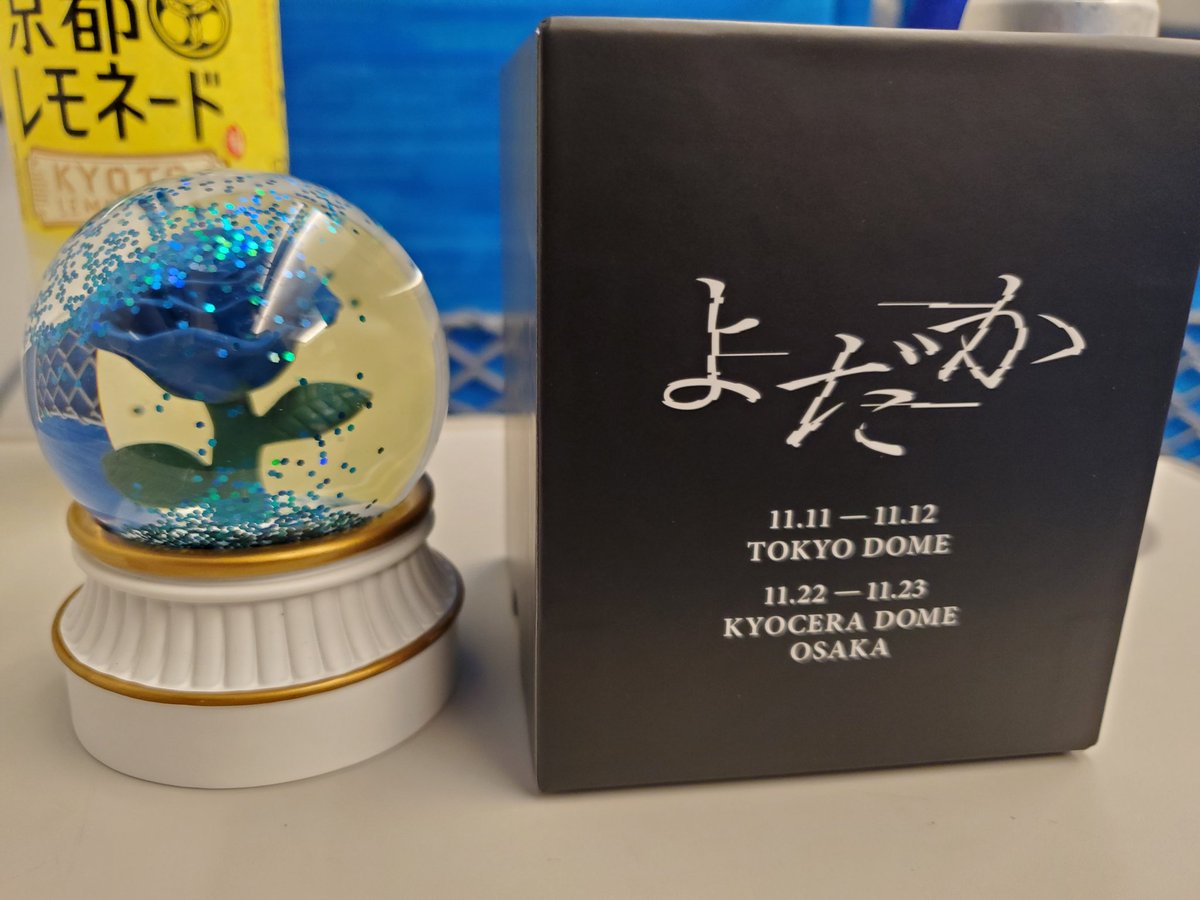 京都
レモネード
KYOTO
よだか
11.11 — 11.12
TOKYO DOME
11.22 — 11.23
KYOCERA DOME
OSAKA